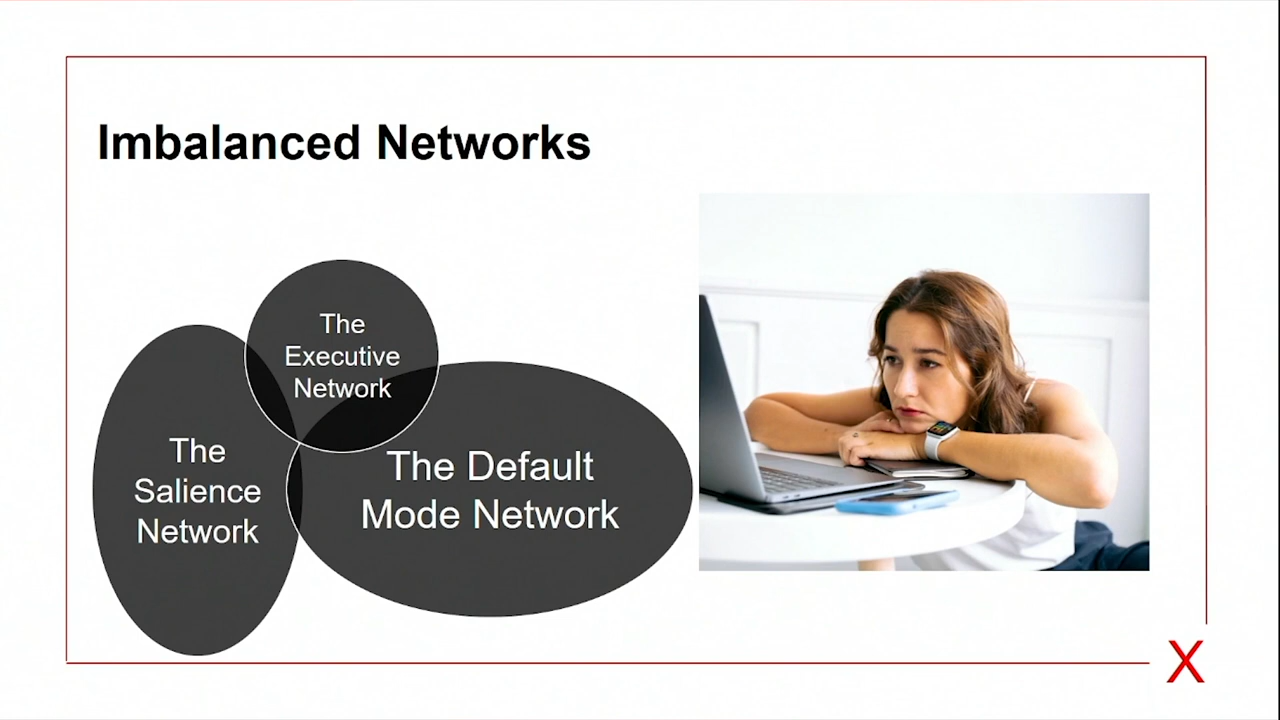 Imbalanced Networks
The
Executive
Network
The
Salience
Network
The Default
Mode Network
X